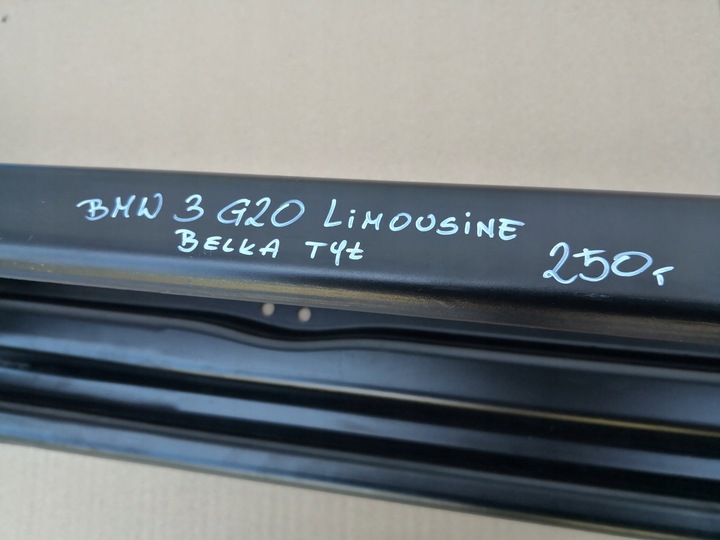 BMW 3 G20 LiMOUSiNE
BELKA TYŁ 250,-